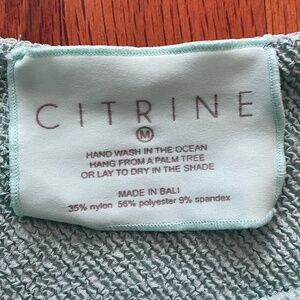 CITRINE
M
HAND WASH IN THE OCEAN
HANG FROM A PALM TREE
OR LAY TO DRY IN THE SHADE
MADE IN BALI
35% nylon 56% polyester 9% spandex